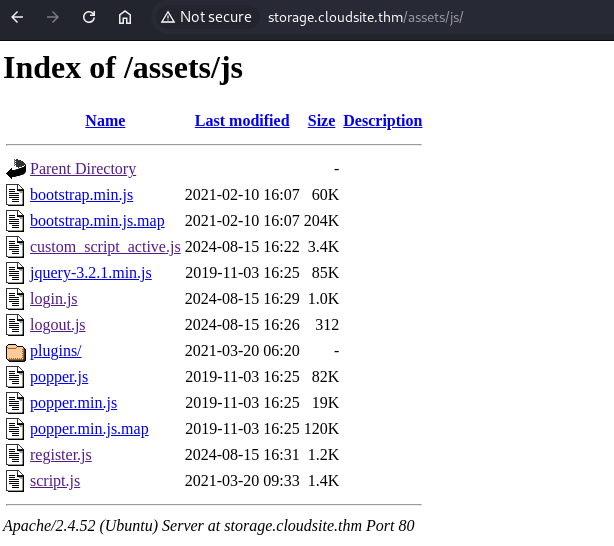 Not secure storage.cloudsite.thm/assets/js/
Index of /assets/js
Name Last modified Size Description
Parent Directory -
bootstrap.min.js 2021-02-10 16:07 60K
bootstrap.min.js.map 2021-02-10 16:07 204K
custom_script_active.js 2024-08-15 16:22 3.4K
jquery-3.2.1.min.js 2019-11-03 16:25 85K
login.js 2024-08-15 16:29 1.0K
logout.js 2024-08-15 16:26 312
plugins/ 2021-03-20 06:20 -
popper.js 2019-11-03 16:25 82K
popper.min.js 2019-11-03 16:25 19K
popper.min.js.map 2019-11-03 16:25 120K
register.js 2024-08-15 16:31 1.2K
script.js 2021-03-20 09:33 1.4K
Apache/2.4.52 (Ubuntu) Server at storage.cloudsite.thm Port 80